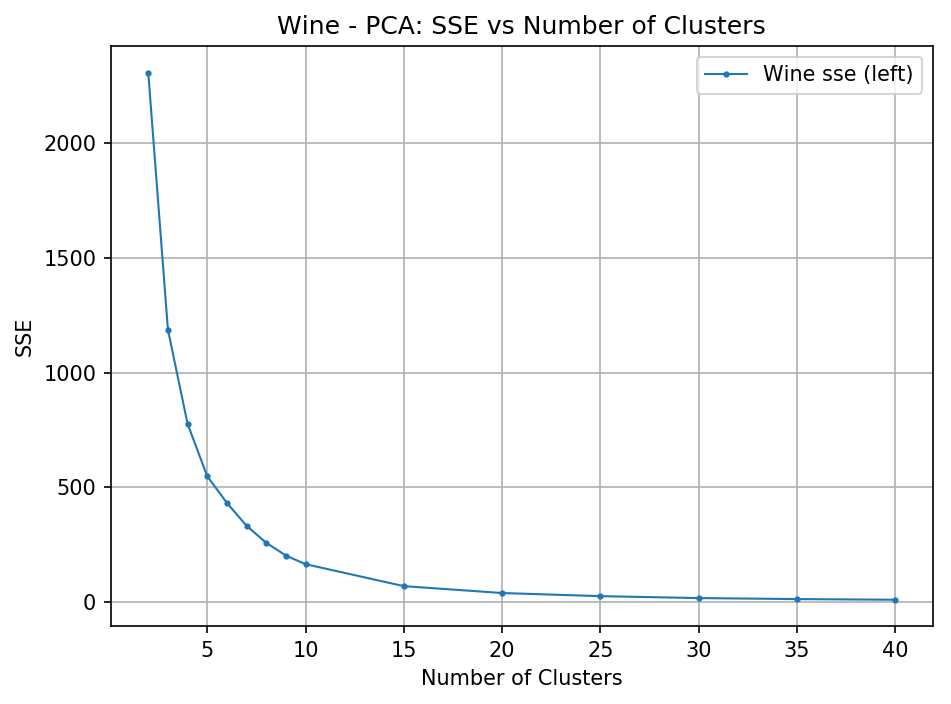 Wine - PCA: SSE vs Number of Clusters
Wine sse (left)
2000
1500
1000
500
0
SSE
5 10 15 20 25 30 35 40
Number of Clusters